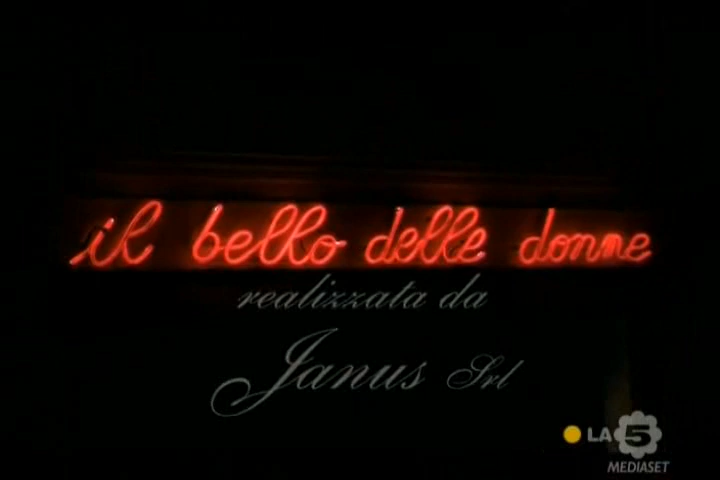 il bello delle donne
realizzata da
Janus Srl
LA 5
MEDIASET